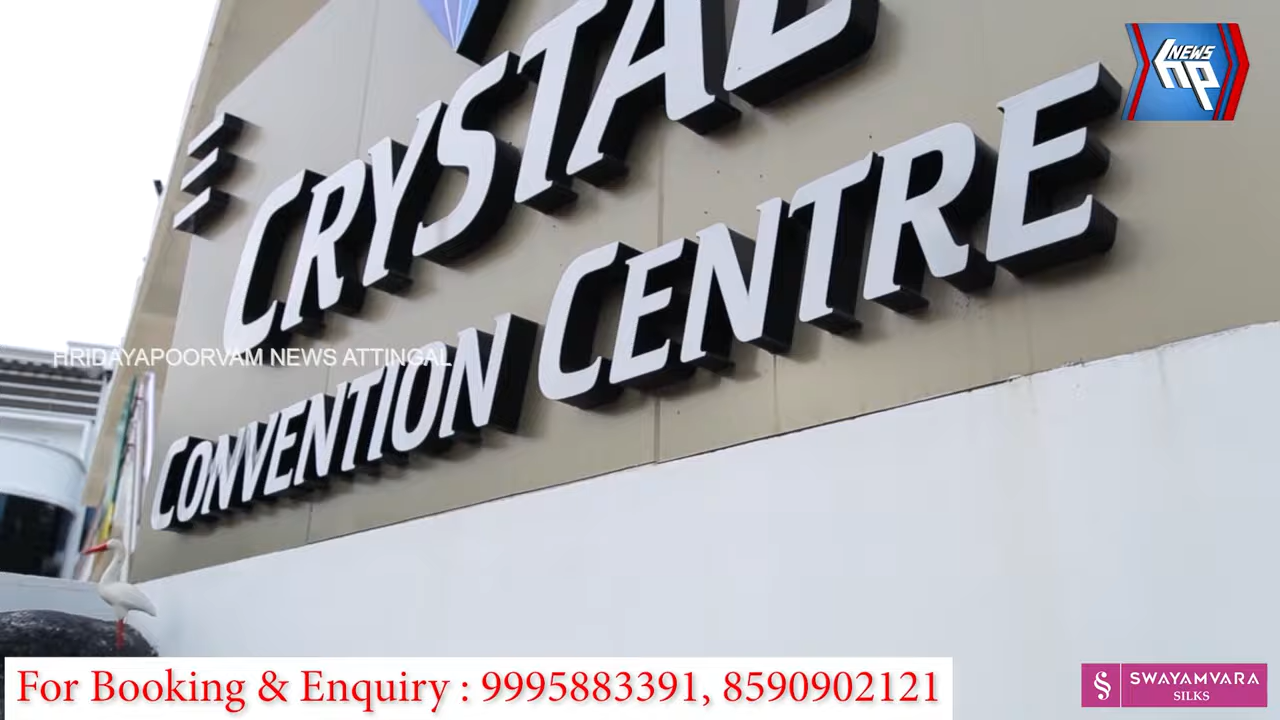 CRYSTAL
CONVENTION CENTRE
NEWS
HP
HRIDAYAPOORVAM NEWS ATTINGAL
For Booking & Enquiry : 9995883391, 8590902121
SWAYAMVARA
SILKS